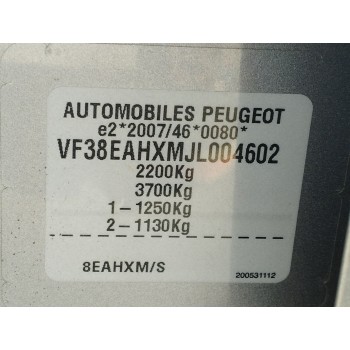 AUTOMOBILES PEUGEOT
e2*2007/46*0080*
VF38EAHXMJL004602
2200Kg
3700Kg
1-1250Kg
2-1130Kg
8EAHXM/S
200531112